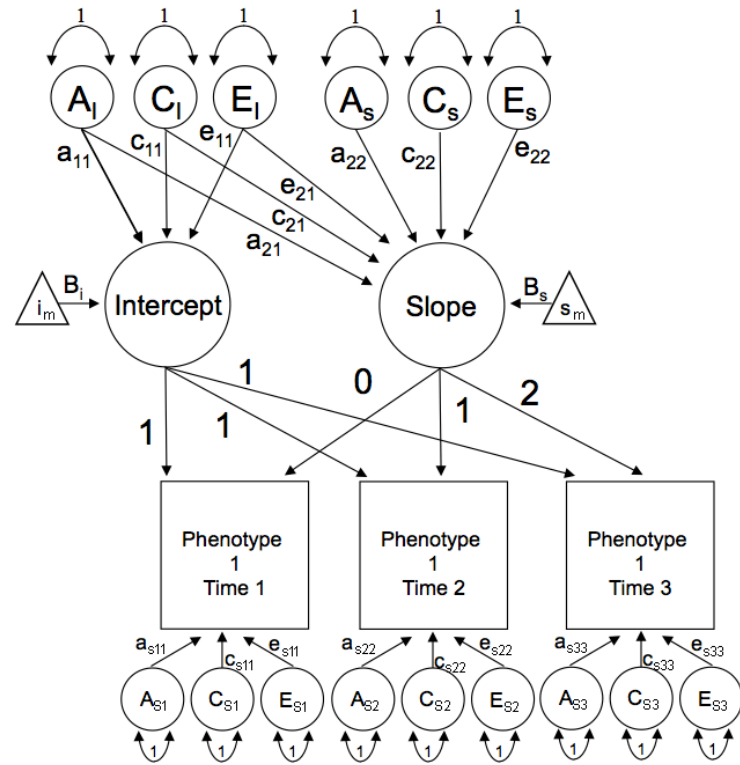 1 1 1 1 1 1
A_I C_I E_I A_s C_s E_s
a_11 c_11 e_11 a_22 c_22 e_22
e_21
c_21
a_21
i_m B_i Intercept Slope B_s s_m
1 1 1 0 1 2
Phenotype Phenotype Phenotype
1 1 1
Time 1 Time 2 Time 3
a_s11 c_s11 e_s11 a_s22 c_s22 e_s22 a_s33 c_s33 e_s33
A_S1 C_S1 E_S1 A_S2 C_S2 E_S2 A_S3 C_S3 E_S3
1 1 1 1 1 1 1 1 1